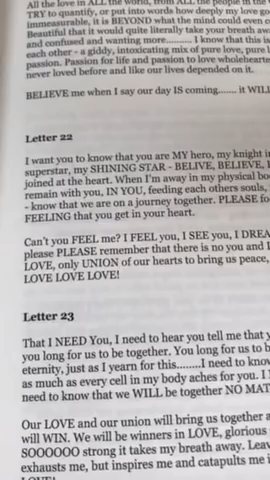 All the love in ALL the world, from ALL the people in the
TRY to quantify, or put into words how deeply my love go
immeasurable, it is BEYOND what the mind could even
Beautiful that it would quite literally take your breath aw
and confused and wanting more.......... I know that this is
each other - a giddy, intoxicating mix of pure love, pure l
passion. Passion for life and passion to love wholehearte
never loved before and like our lives depended on it.
BELIEVE me when I say our day IS coming....... it WILL
Letter 22
I want you to know that you are MY hero, my knight in
superstar, my SHINING STAR - BELIVE, BELIEVE,
joined at the heart. When I'm away in my physical bo
remain with you, IN YOU, feeding each others souls,
- know that we are on a journey together. PLEASE fo
FEELING that you get in your heart.
Can't you FEEL me? I FEEL you, I SEE you, I DREA
please PLEASE remember that there is no you and I
LOVE, only UNION of our hearts to bring us peace,
LOVE LOVE LOVE!
Letter 23
That I NEED You, I need to hear you tell me that y
you long for us to be together. You long for us to b
eternity, just as I yearn for this........I need to know
as much as every cell in my body aches for you. I
need to know that we WILL be together NO MAT
Our LOVE and our union will bring us together a
will WIN. We will be winners in LOVE, glorious
SOOOOOO strong it takes my breath away. Leav
exhausts me, but inspires me and catapults me i
LOVE!